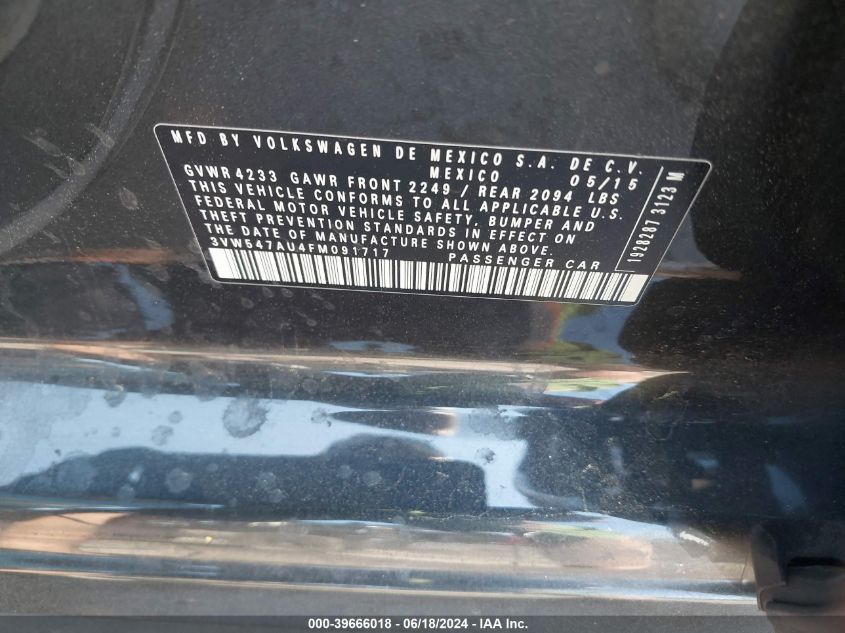 MFD BY VOLKSWAGEN DE MEXICO S.A. DE C.V.
MEXICO 05/15
GVWR 4233 GAWR FRONT 2249 / REAR 2094 LBS
THIS VEHICLE CONFORMS TO ALL APPLICABLE U.S.
FEDERAL MOTOR VEHICLE SAFETY, BUMPER AND
THEFT PREVENTION STANDARDS IN EFFECT ON
THE DATE OF MANUFACTURE SHOWN ABOVE.
3VW547AU4FM091717 PASSENGER CAR
1928287 3123 M
000-39666018 - 06/18/2024 - IAA Inc.